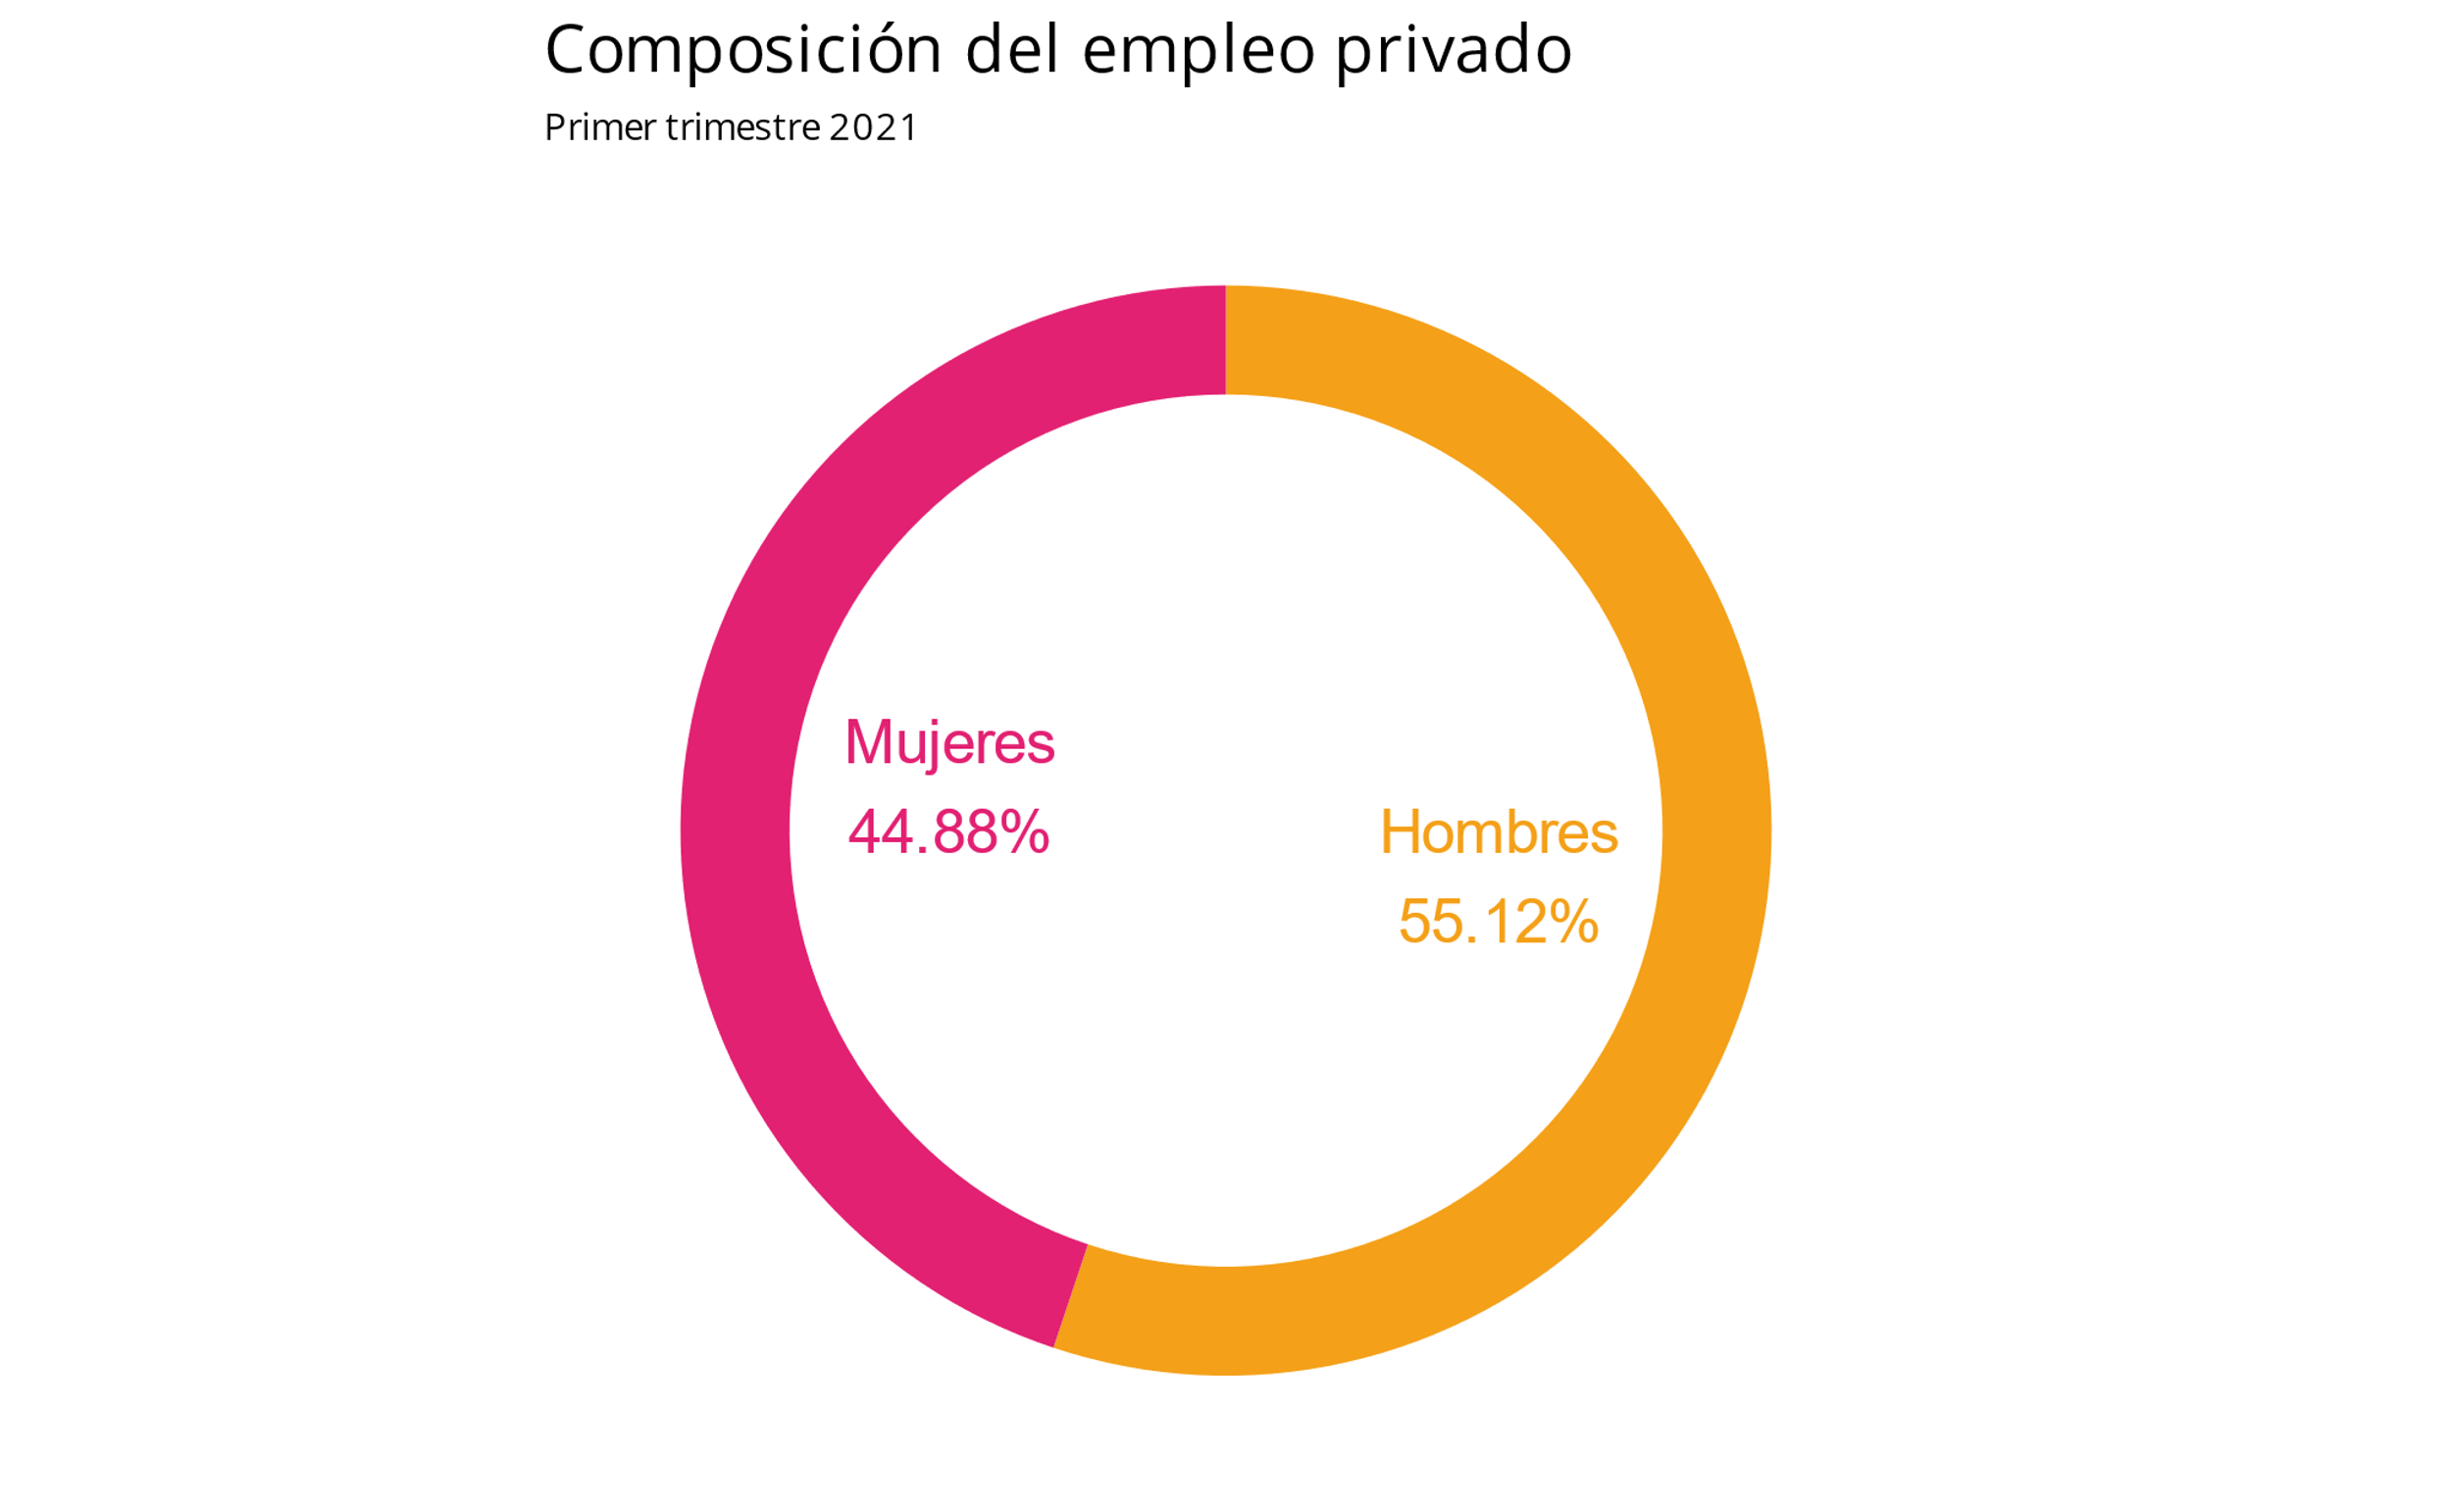 Composición del empleo privado
Primer trimestre 2021
Mujeres
44.88%
Hombres
55.12%